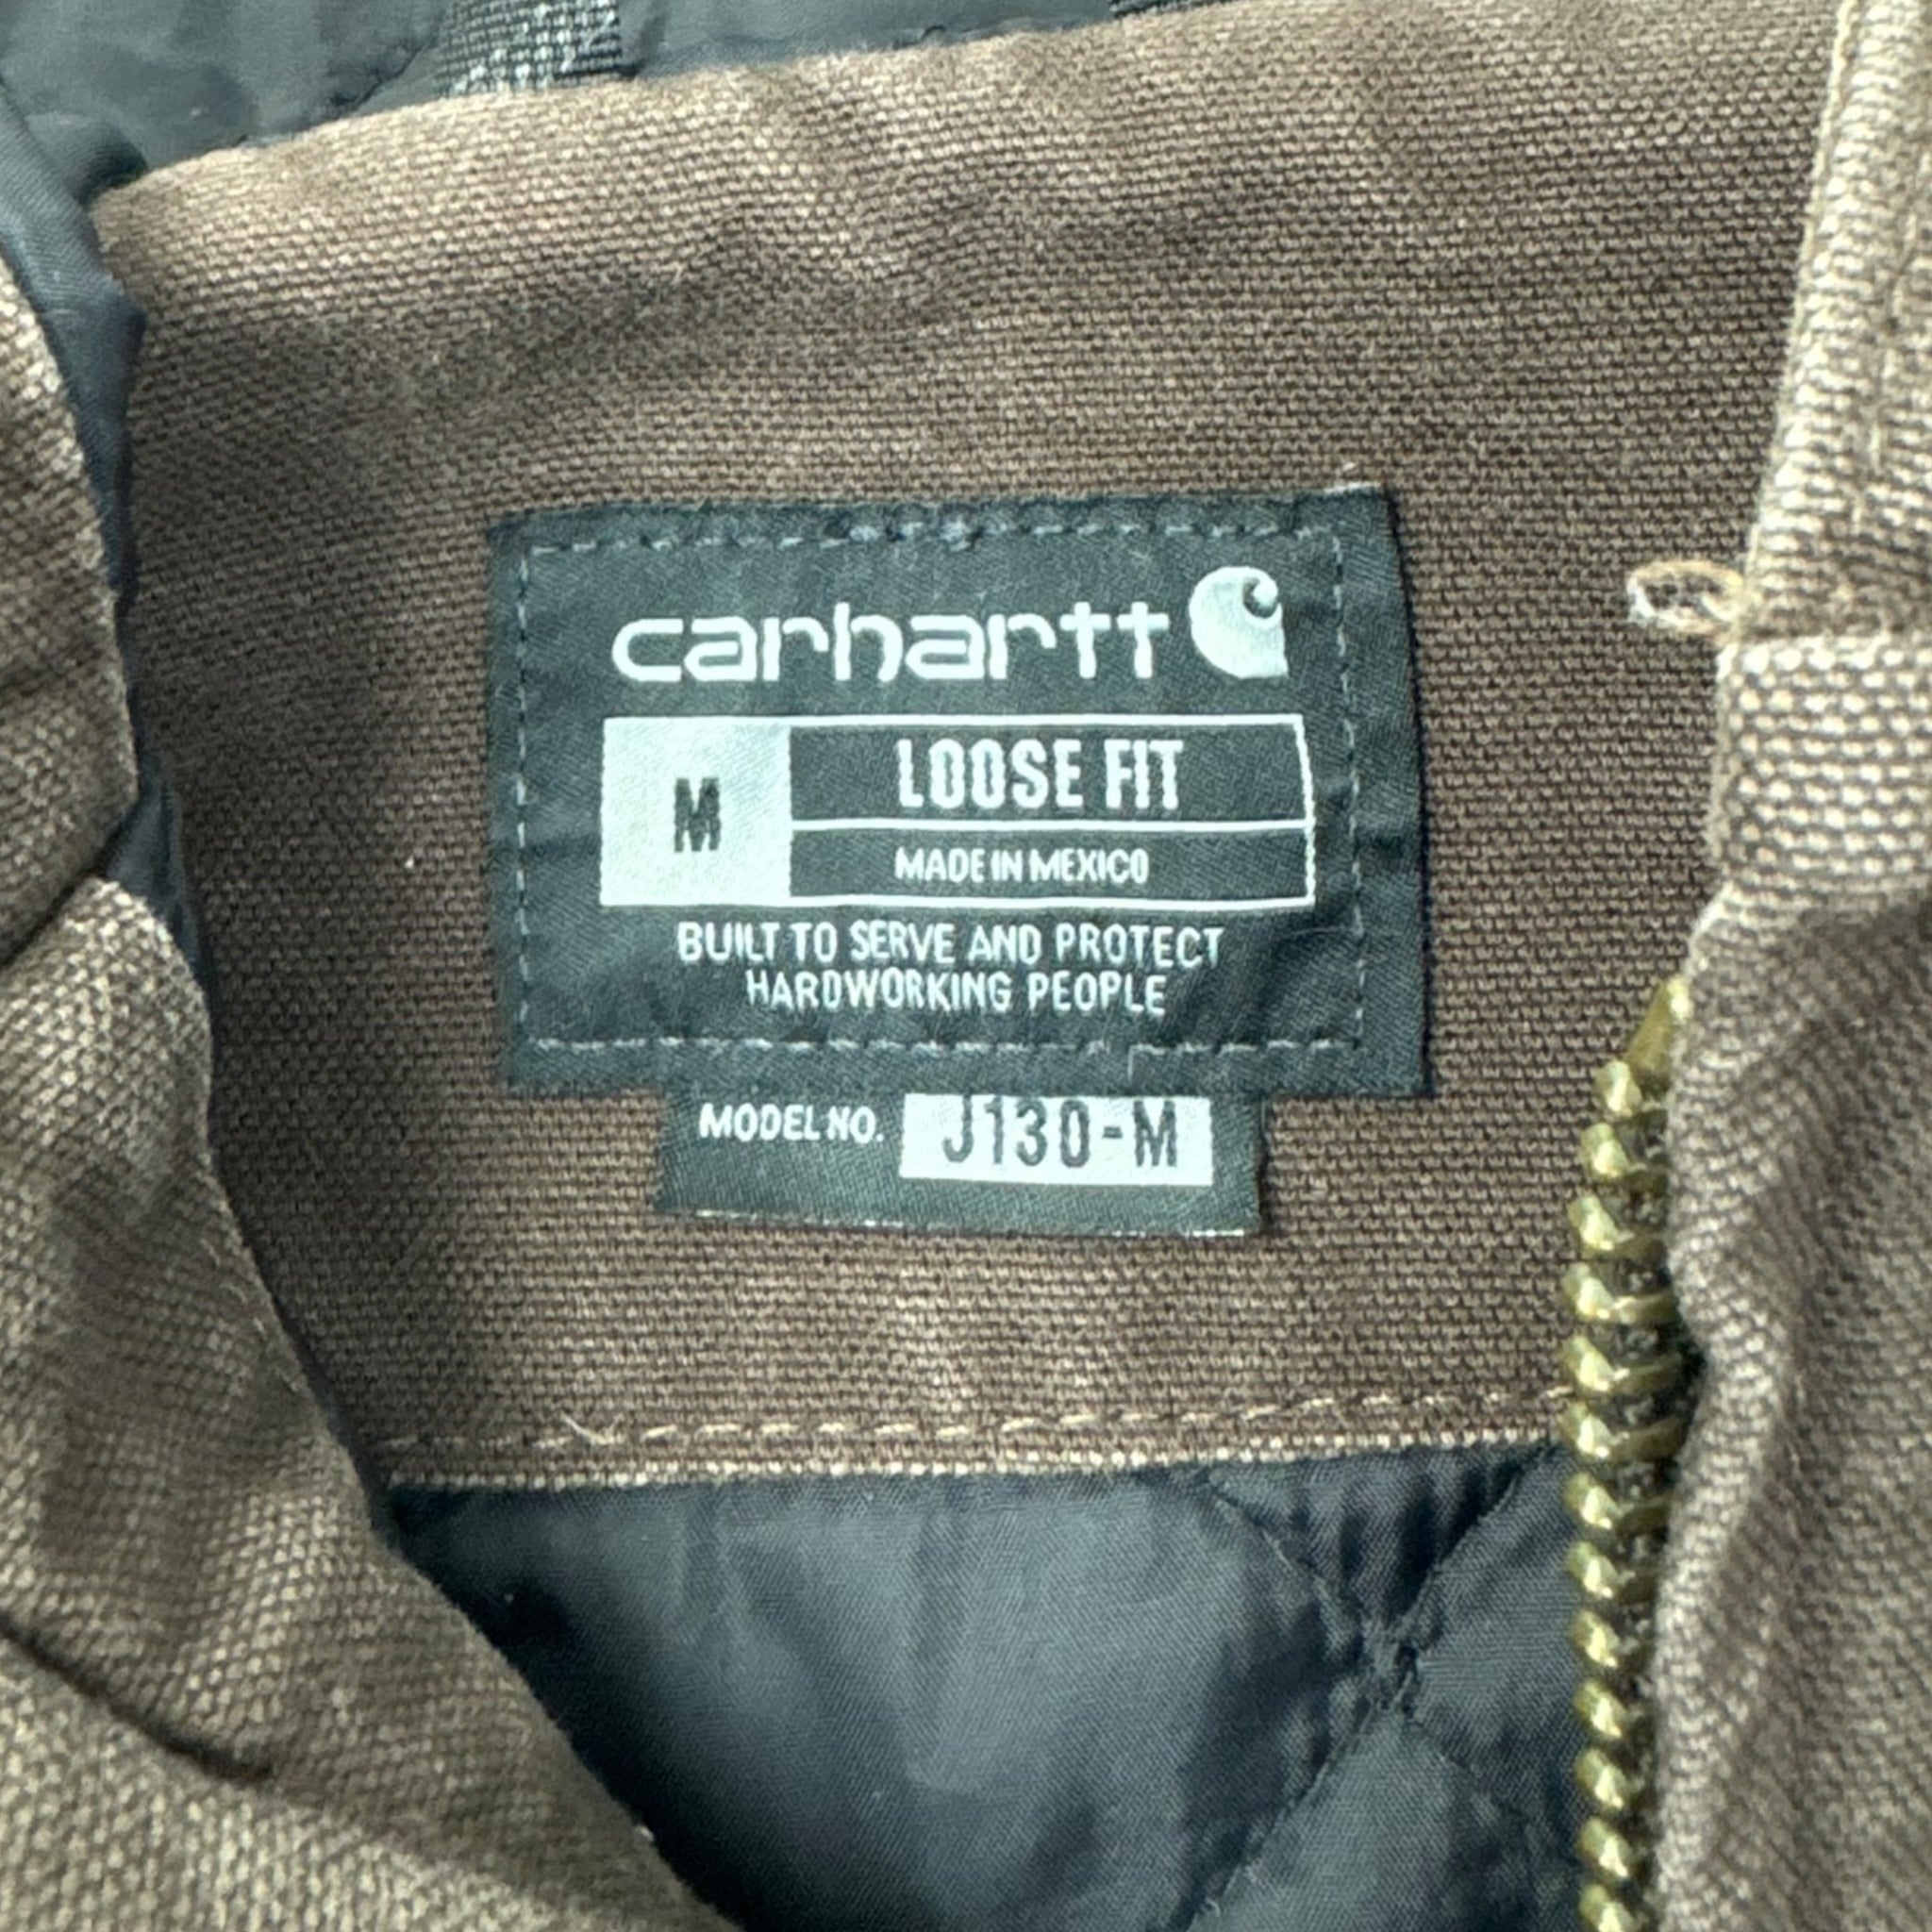 carhartt
M
LOOSE FIT
MADE IN MEXICO
BUILT TO SERVE AND PROTECT
HARDWORKING PEOPLE
MODEL NO. J130-M